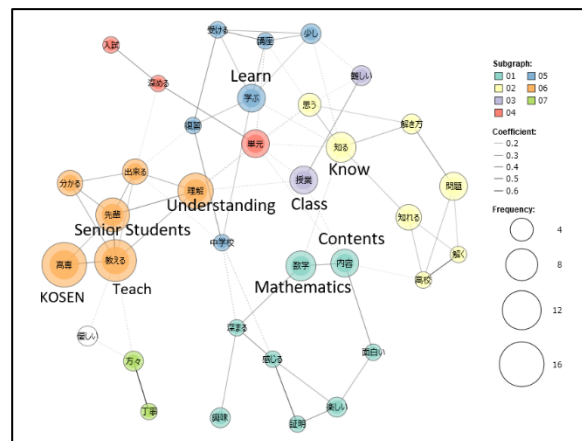 受ける
講座
少し
入試
深める
難しい
Learn
学ぶ
思う
復習
解き方
単元
知る
Know
出来る
分かる
理解
授業
問題
Understanding
Class
先輩
Senior Students
知れる
中学校
Contents
解く
教える
高専
数学
内容
高校
KOSEN
Teach
Mathematics
深まる
優しい
方々
感じる
面白い
丁寧
興味
証明
楽しい
Subgraph:
01 05
02 06
03 07
04
Coefficient:
0.2
0.3
0.4
0.5
0.6
Frequency:
4
8
12
16